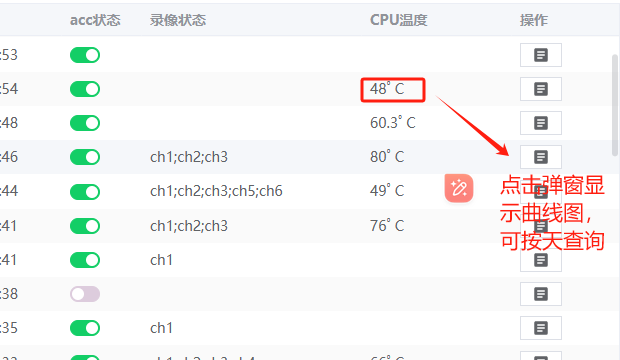 acc状态 录像状态 CPU温度 操作
:53
:54 48° C
:48 60.3° C
:46 ch1;ch2;ch3 80° C
:44 ch1;ch2;ch3;ch5;ch6 49° C
点击弹窗显
示曲线图，
可按天查询
:41 ch1;ch2;ch3 76° C
:41 ch1
:38
:35 ch1